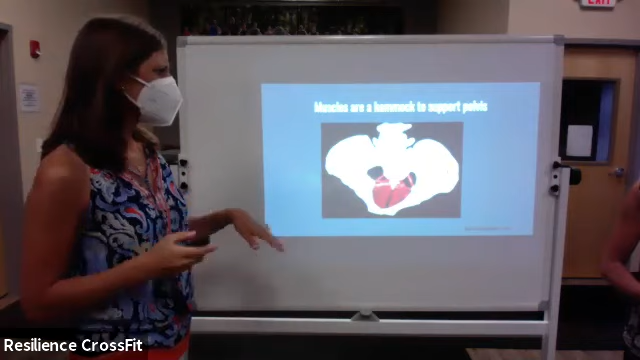 EXIT
Muscles are a hammock to support pelvis
Resilience CrossFit